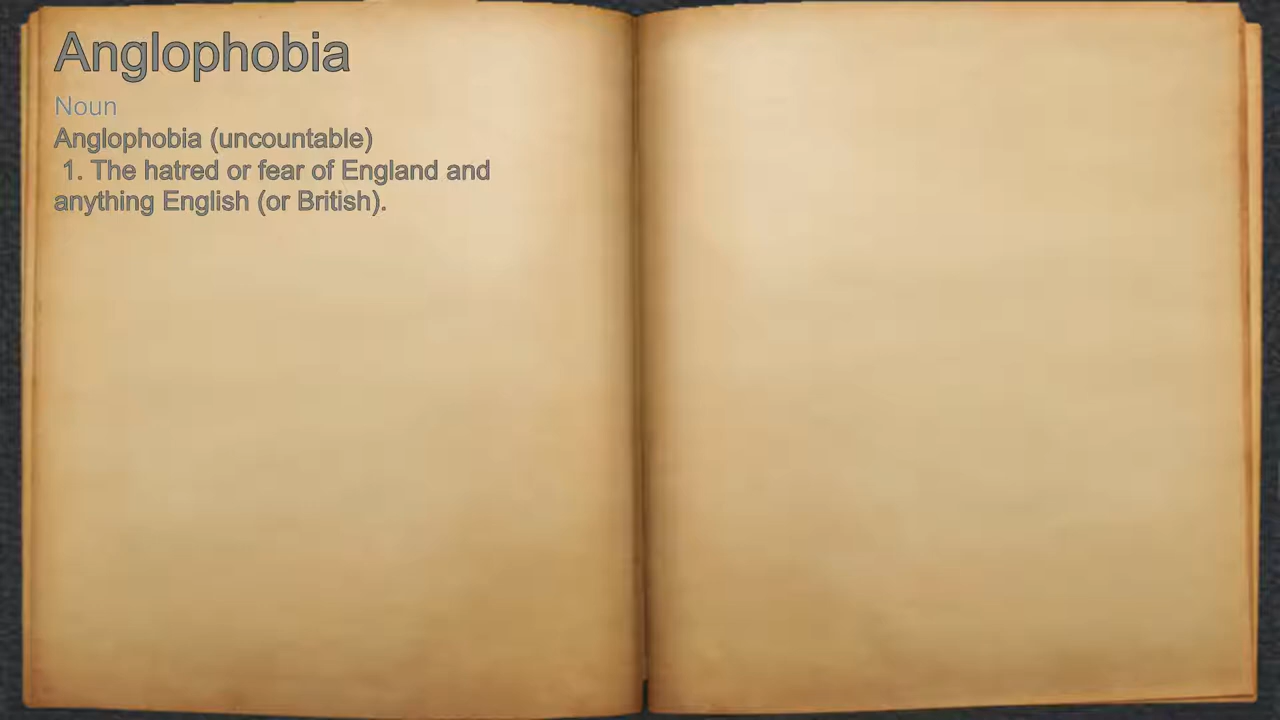 Anglophobia
Noun
Anglophobia (uncountable)
1. The hatred or fear of England and
anything English (or British).